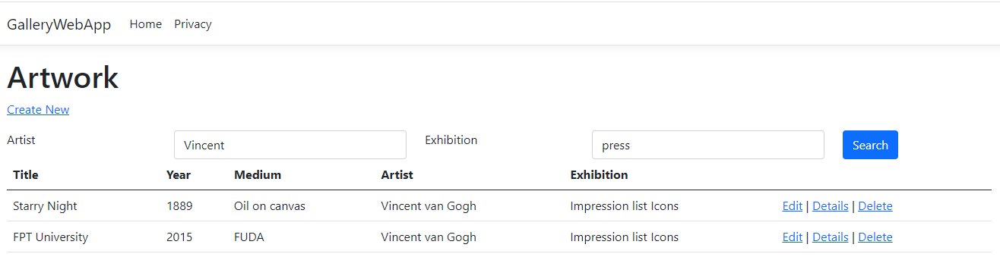 GalleryWebApp Home Privacy
Artwork
Create New
Artist Vincent Exhibition press Search
Title Year Medium Artist Exhibition
Starry Night 1889 Oil on canvas Vincent van Gogh Impression list Icons Edit | Details | Delete
FPT University 2015 FUDA Vincent van Gogh Impression list Icons Edit | Details | Delete